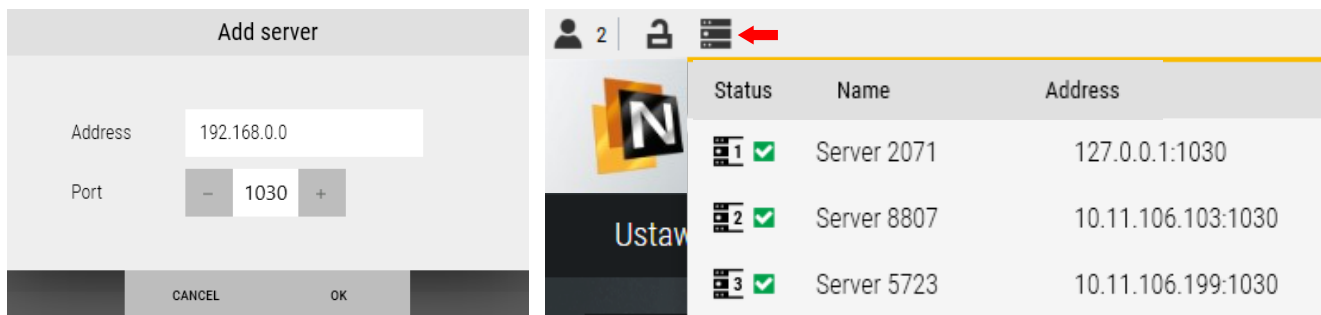 Add server
Address 192.168.0.0
Port - 1030 +
CANCEL OK
2
N
Ustaw
Status Name Address
1 Server 2071 127.0.0.1:1030
2 Server 8807 10.11.106.103:1030
3 Server 5723 10.11.106.199:1030